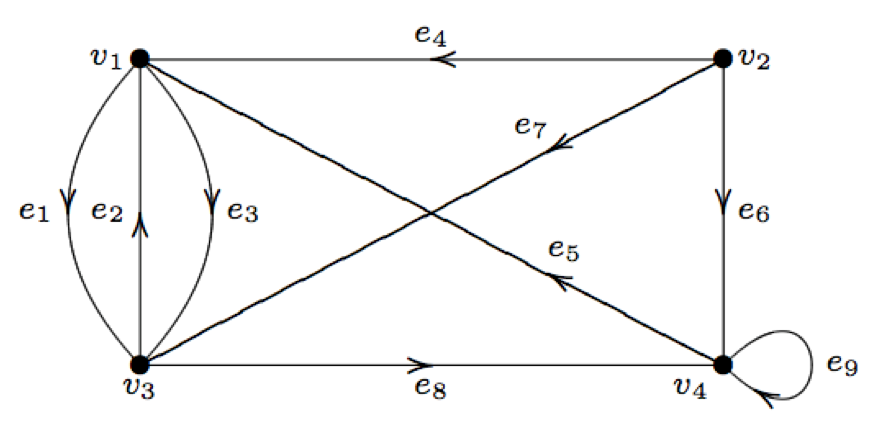 e₄
v₁
v₂
e₇
e₁
e₂
e₃
e₆
e₅
e₉
v₃
e₈
v₄